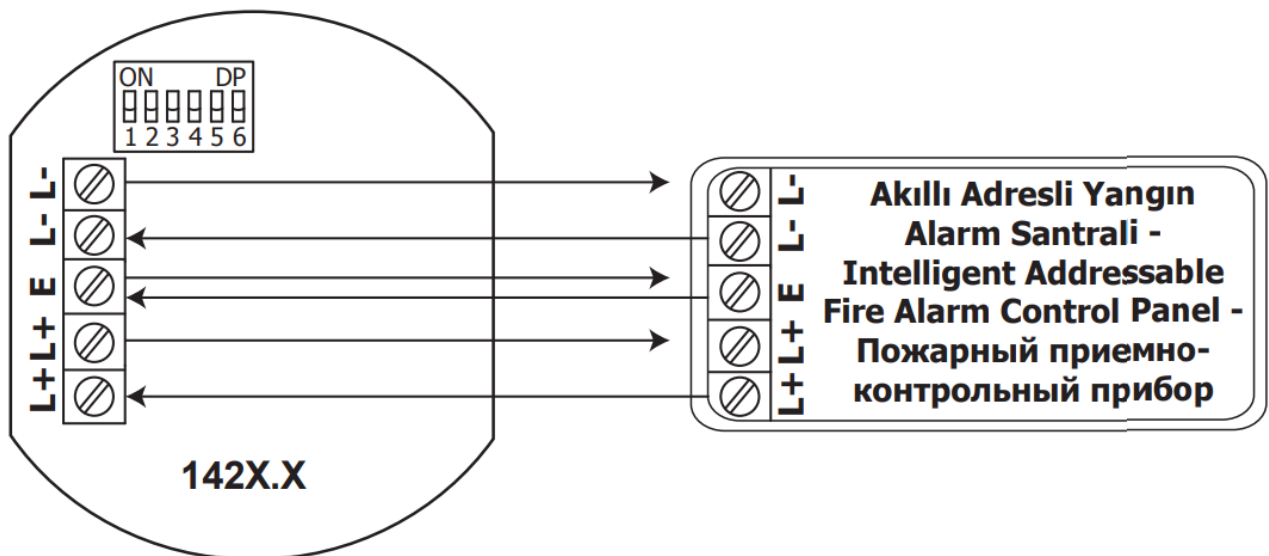 ON DP
1 2 3 4 5 6
L-
L-
E
L+
L+
142X.X
L-
L-
E
L+
L+
Akıllı Adresli Yangın
Alarm Santrali -
Intelligent Addressable
Fire Alarm Control Panel -
Пожарный приемно-
контрольный прибор